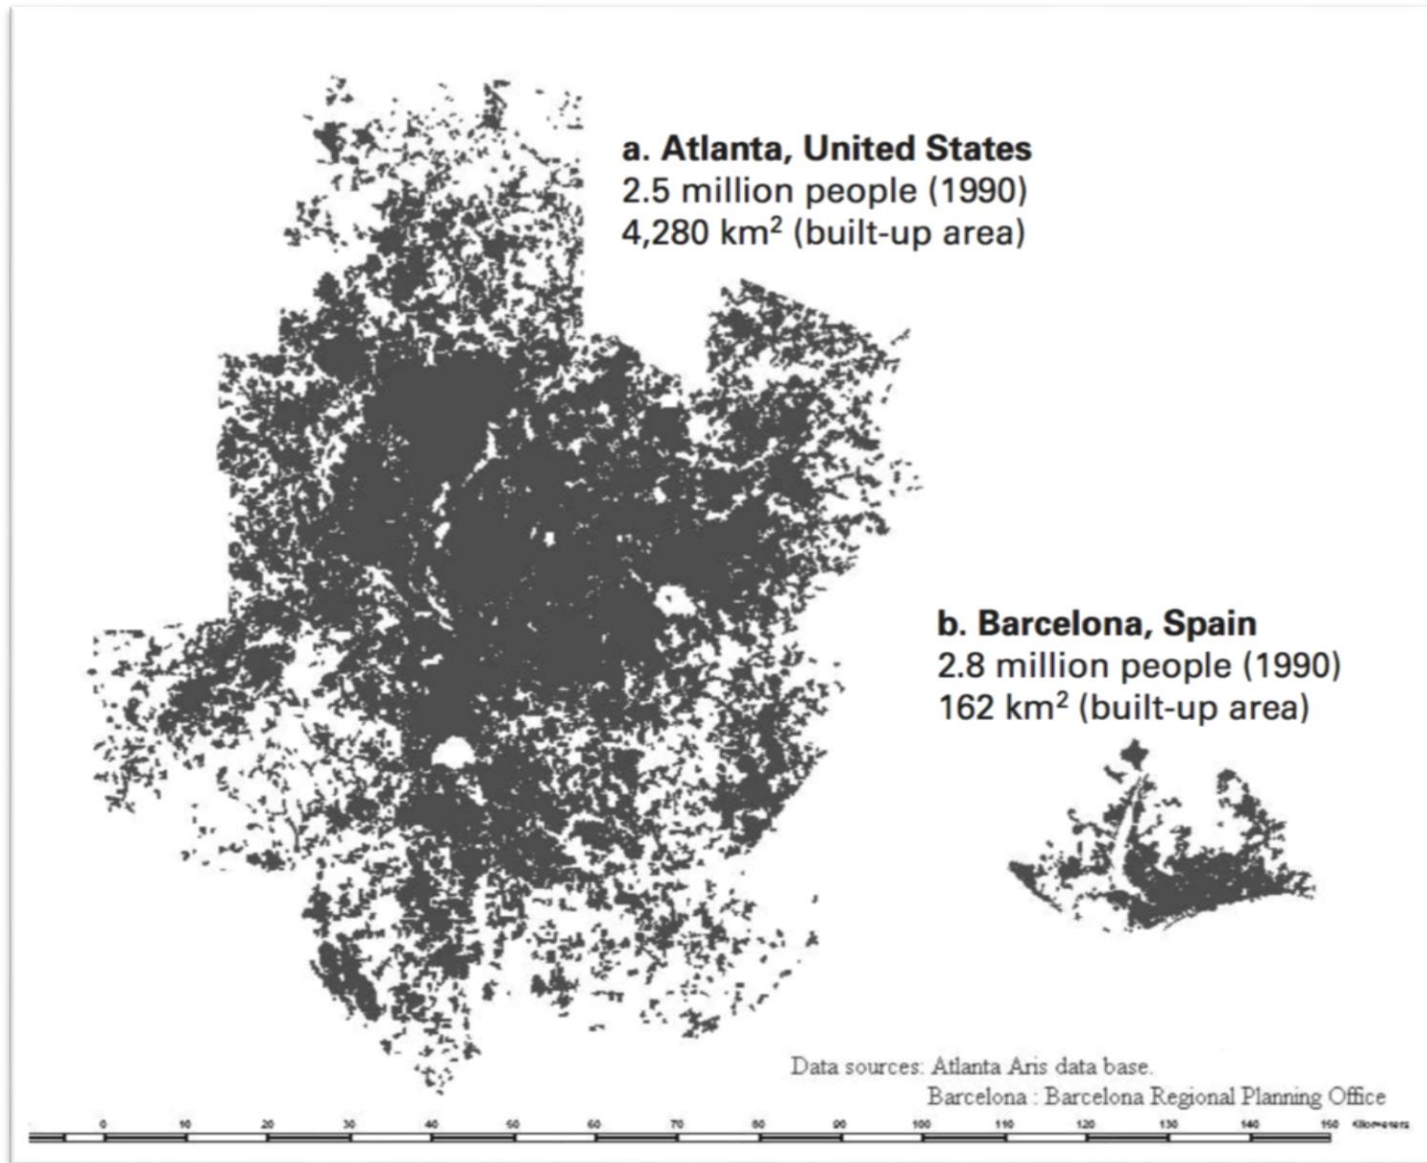 a. Atlanta, United States
2.5 million people (1990)
4,280 km² (built-up area)
b. Barcelona, Spain
2.8 million people (1990)
162 km² (built-up area)
Data sources: Atlanta Aris data base.
Barcelona : Barcelona Regional Planning Office
0 10 20 30 40 50 60 70 80 90 100 110 120 130 140 150 Kilometers